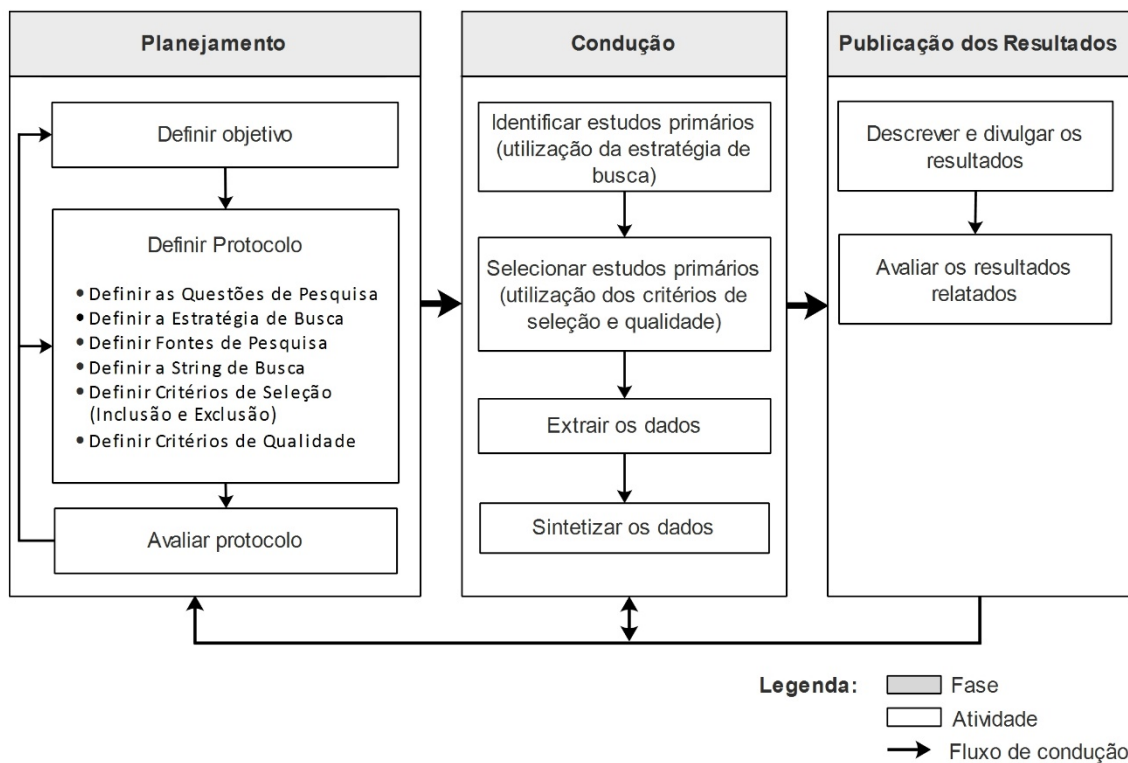 Planejamento
Definir objetivo
Definir Protocolo
• Definir as Questões de Pesquisa
• Definir a Estratégia de Busca
• Definir Fontes de Pesquisa
• Definir a String de Busca
• Definir Critérios de Seleção
(Inclusão e Exclusão)
• Definir Critérios de Qualidade
Avaliar protocolo
Condução
Identificar estudos primários
(utilização da estratégia de
busca)
Selecionar estudos primários
(utilização dos critérios de
seleção e qualidade)
Extrair os dados
Sintetizar os dados
Publicação dos Resultados
Descrever e divulgar os
resultados
Avaliar os resultados
relatados
Legenda:
Fase
Atividade
Fluxo de condução